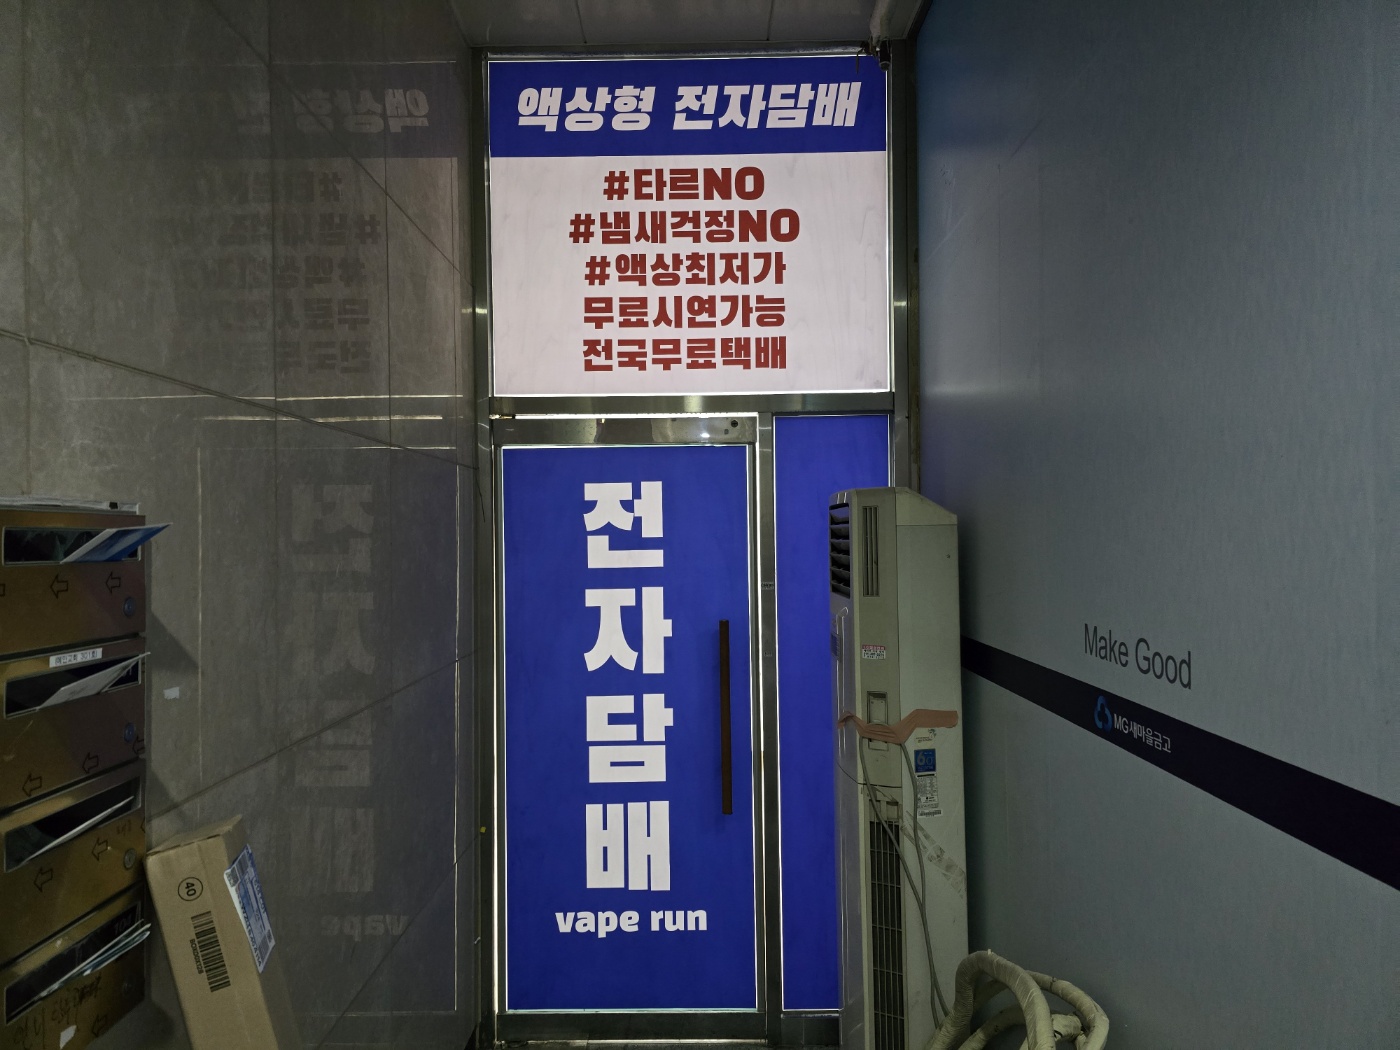 액상형 전자담배
#타르NO
#냄새걱정NO
#액상최저가
무료시연가능
전국무료택배
전
자
담
배
vape run
Make Good
MG새마을금고
40